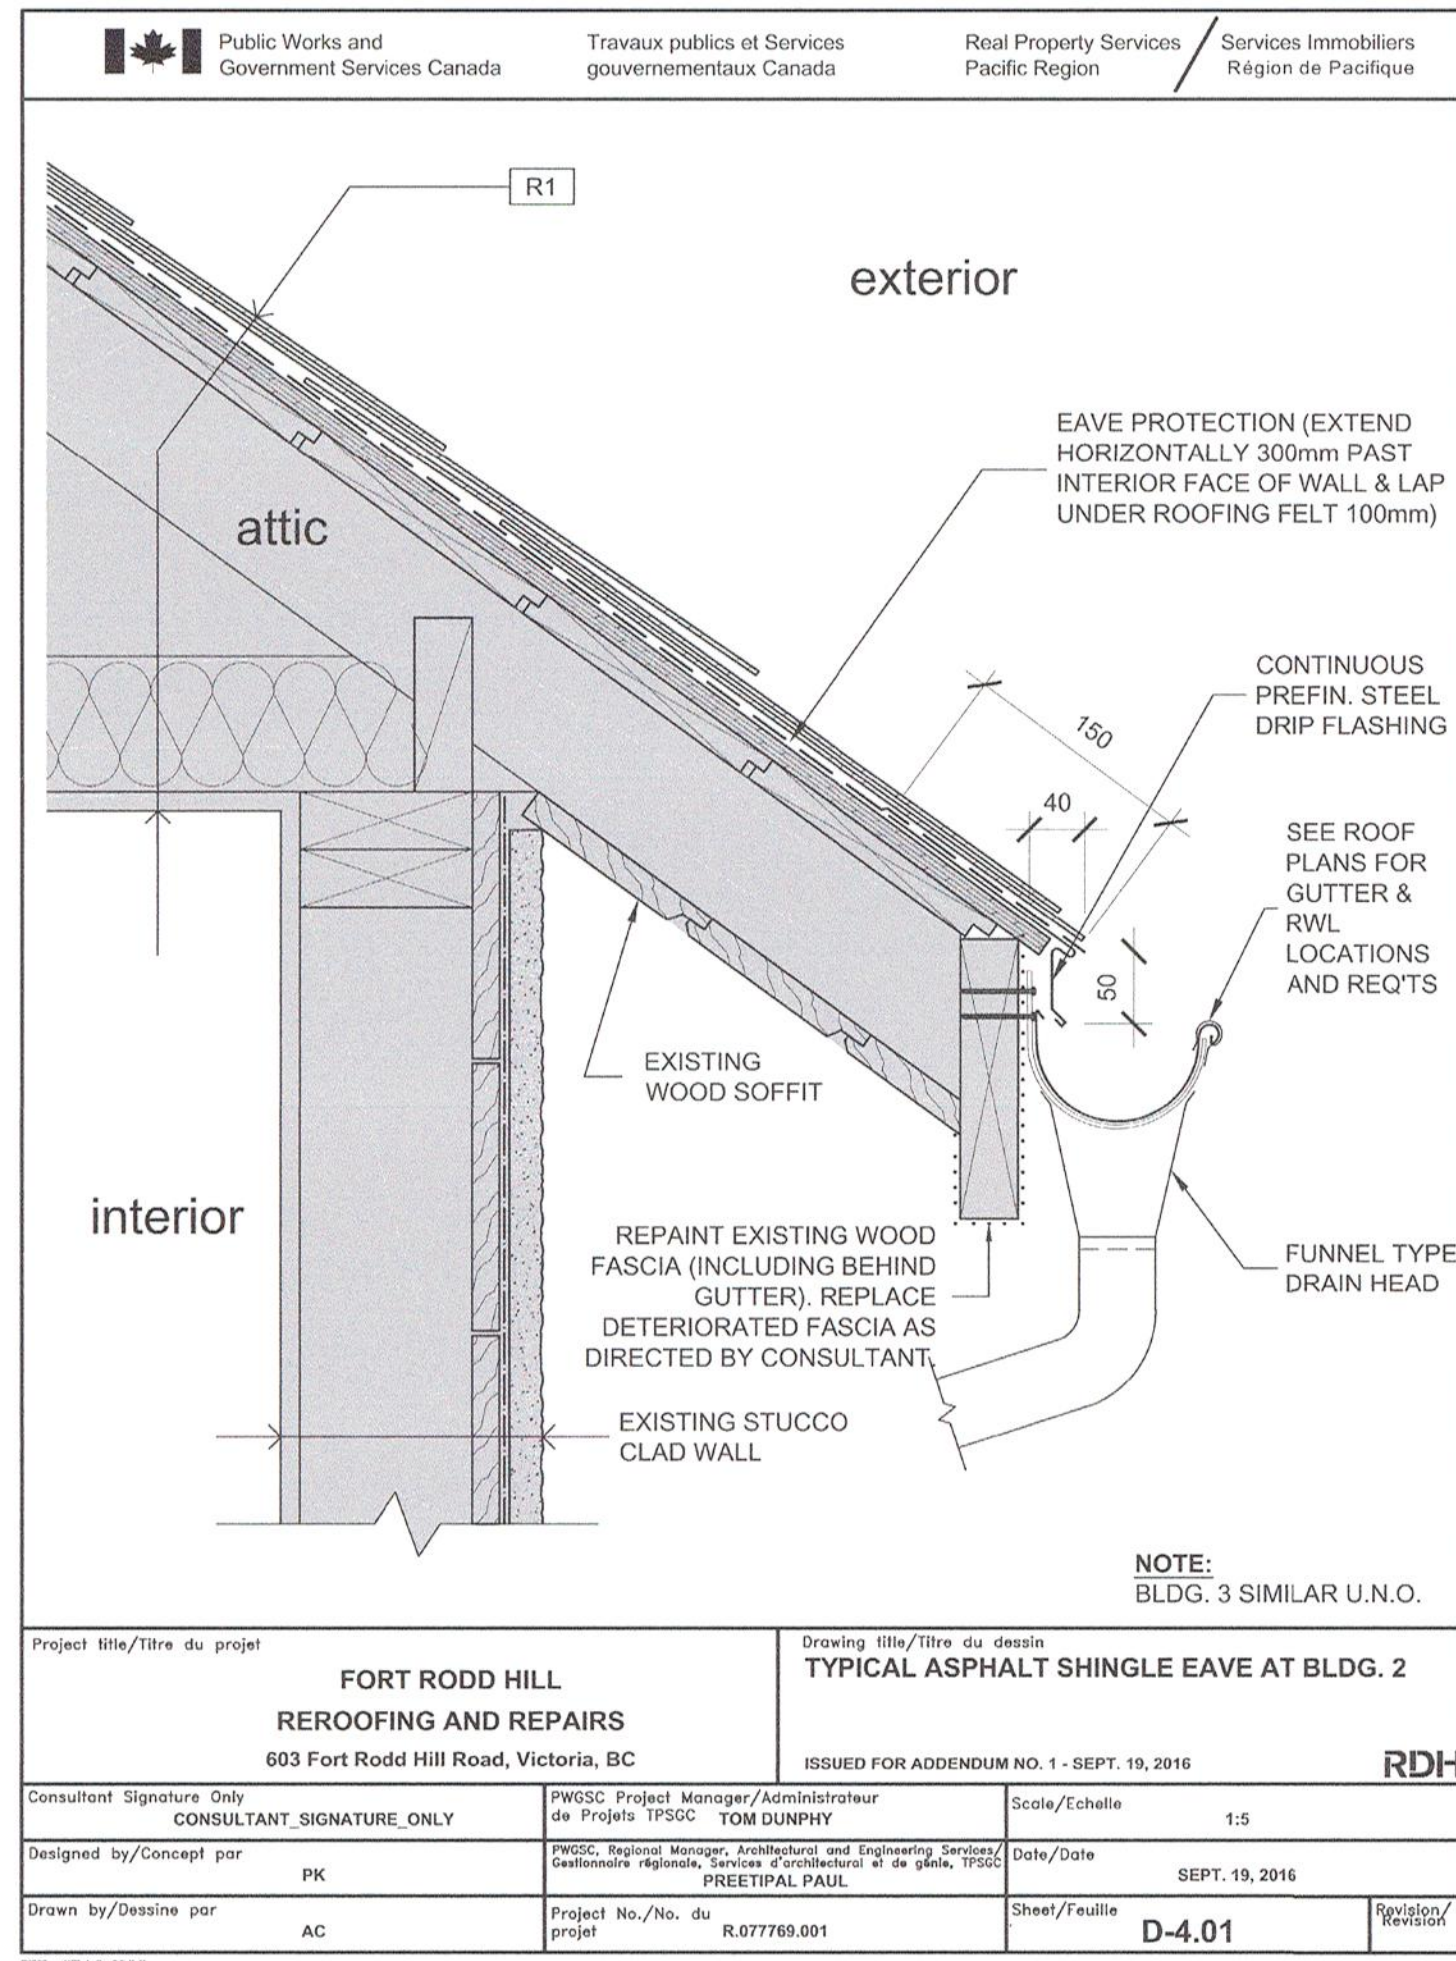 Public Works and
Government Services Canada
Travaux publics et Services
gouvernementaux Canada
Real Property Services
Pacific Region
Services Immobiliers
Région de Pacifique
R1
exterior
EAVE PROTECTION (EXTEND
HORIZONTALLY 300mm PAST
INTERIOR FACE OF WALL & LAP
UNDER ROOFING FELT 100mm)
attic
CONTINUOUS
PREFIN. STEEL
DRIP FLASHING
150
40
SEE ROOF
PLANS FOR
GUTTER &
RWL
LOCATIONS
AND REQ'TS
50
EXISTING
WOOD SOFFIT
interior
REPAINT EXISTING WOOD
FASCIA (INCLUDING BEHIND
GUTTER). REPLACE
DETERIORATED FASCIA AS
DIRECTED BY CONSULTANT.
FUNNEL TYPE
DRAIN HEAD
EXISTING STUCCO
CLAD WALL
NOTE:
BLDG. 3 SIMILAR U.N.O.
Project title/Titre du projet
FORT RODD HILL
REROOFING AND REPAIRS
603 Fort Rodd Hill Road, Victoria, BC
Drawing title/Titre du dessin
TYPICAL ASPHALT SHINGLE EAVE AT BLDG. 2
ISSUED FOR ADDENDUM NO. 1 - SEPT. 19, 2016
RDH
Consultant Signature Only
CONSULTANT_SIGNATURE_ONLY
PWGSC Project Manager/Administrateur
de Projets TPSGC TOM DUNPHY
Scale/Echelle
1:5
Designed by/Concept par
PK
PWGSC, Regional Manager, Architectural and Engineering Services/
Gestionnaire régionale, Services d'architectural et de génie, TPSGC
PREETIPAL PAUL
Date/Date
SEPT. 19, 2016
Drawn by/Dessine par
AC
Project No./No. du
projet R.077769.001
Sheet/Feuille
D-4.01
Revision/
Revision